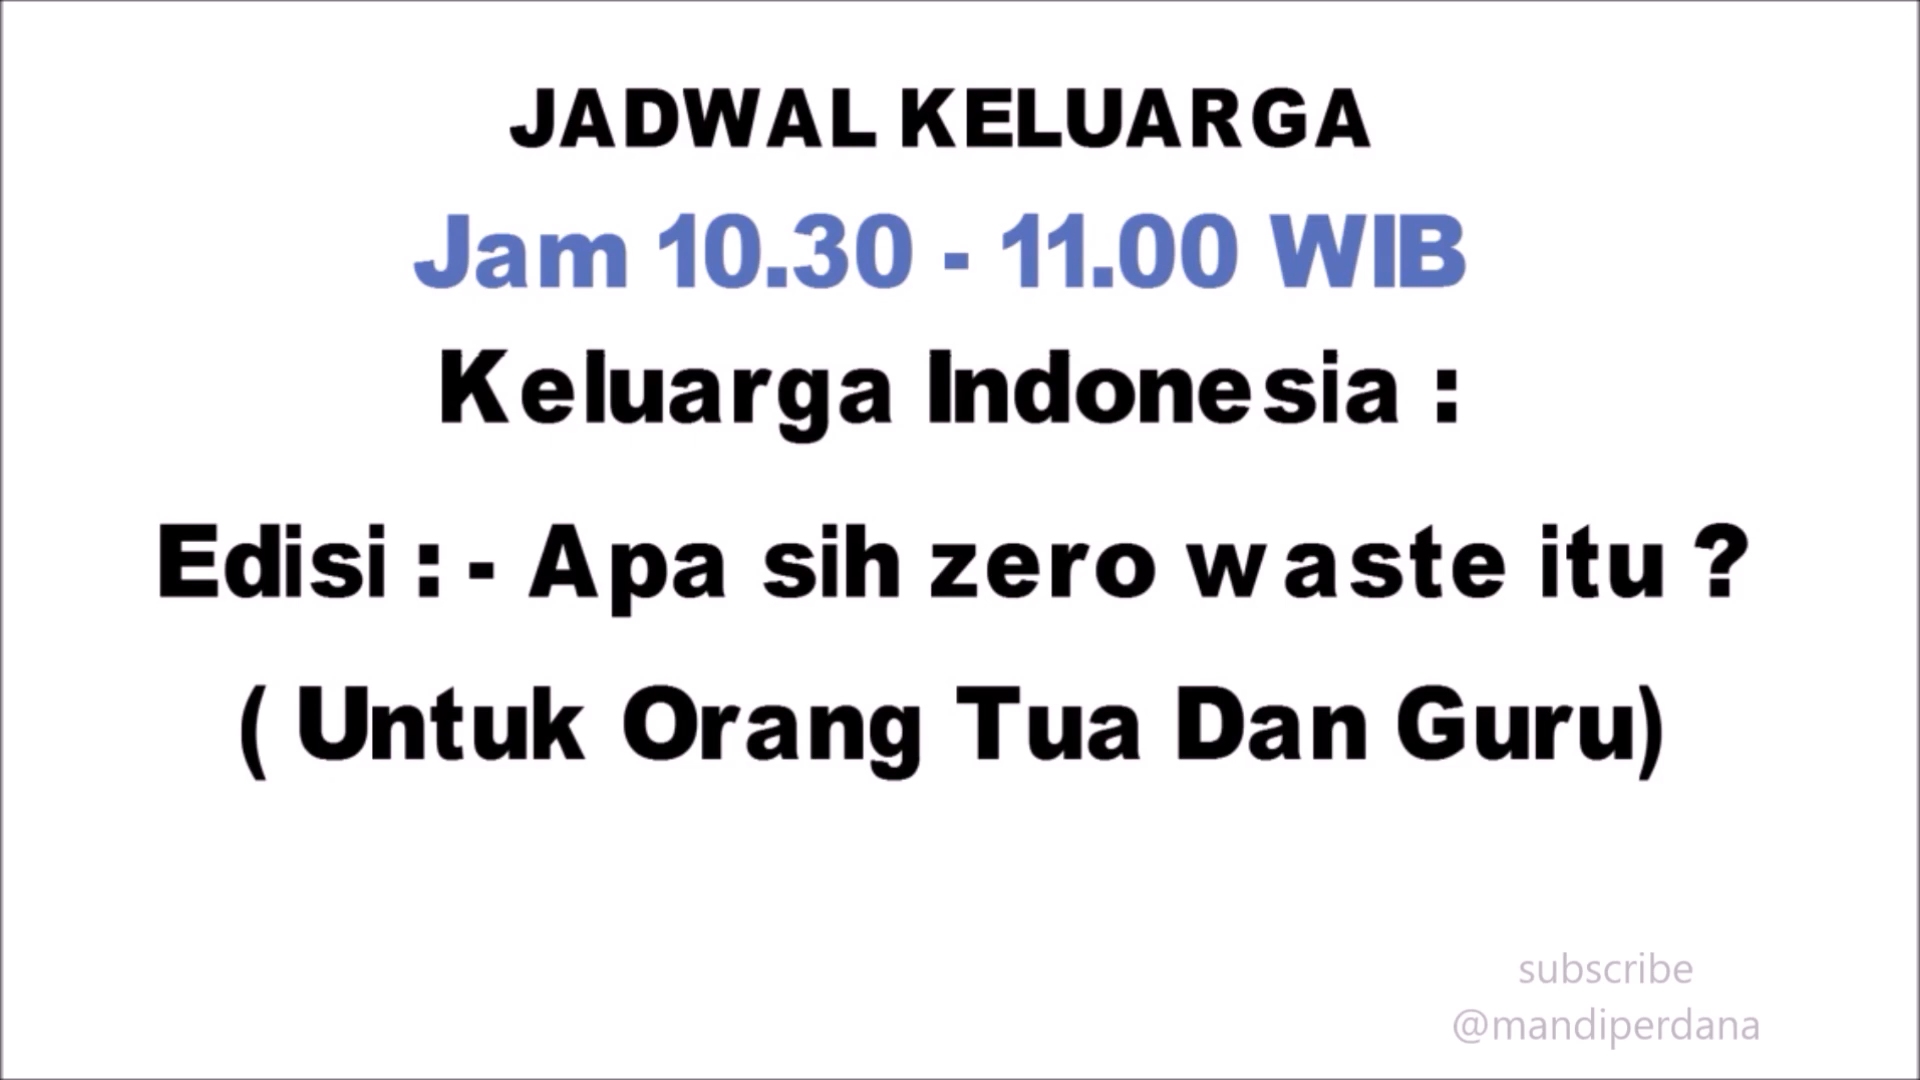 JADWAL KELUARGA
Jam 10.30 - 11.00 WIB
Keluarga Indonesia :
Edisi : - Apa sih zero waste itu ?
( Untuk Orang Tua Dan Guru)
subscribe
@mandiperdana